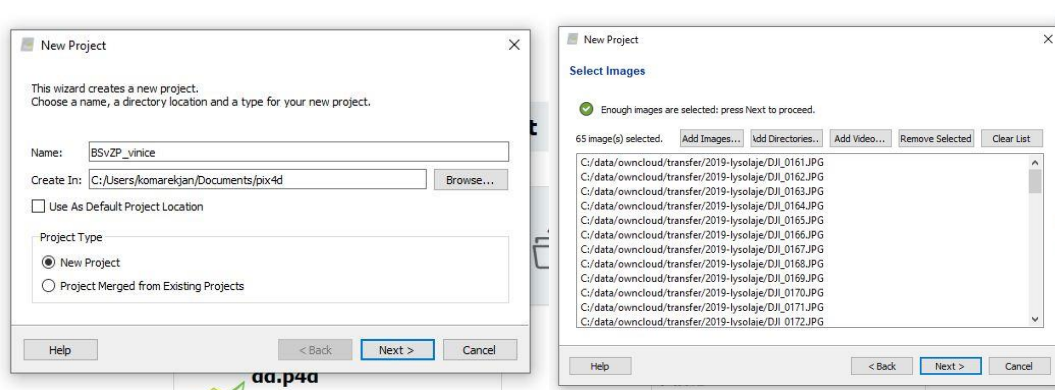 New Project
This wizard creates a new project.
Choose a name, a directory location and a type for your new project.
Name: BSvZP_vinice
Create In: C:/Users/komarekjan/Documents/pix4d Browse...
Use As Default Project Location
Project Type
New Project
Project Merged from Existing Projects
Help < Back Next > Cancel
dd.p4d
t
New Project
Select Images
Enough images are selected: press Next to proceed.
65 image(s) selected. Add Images... Add Directories.. Add Video... Remove Selected Clear List
C:/data/owncloud/transfer/2019-lysolaje/DJI_0161.JPG
C:/data/owncloud/transfer/2019-lysolaje/DJI_0162.JPG
C:/data/owncloud/transfer/2019-lysolaje/DJI_0163.JPG
C:/data/owncloud/transfer/2019-lysolaje/DJI_0164.JPG
C:/data/owncloud/transfer/2019-lysolaje/DJI_0165.JPG
C:/data/owncloud/transfer/2019-lysolaje/DJI_0166.JPG
C:/data/owncloud/transfer/2019-lysolaje/DJI_0167.JPG
C:/data/owncloud/transfer/2019-lysolaje/DJI_0168.JPG
C:/data/owncloud/transfer/2019-lysolaje/DJI_0169.JPG
C:/data/owncloud/transfer/2019-lysolaje/DJI_0170.JPG
C:/data/owncloud/transfer/2019-lysolaje/DJI_0171.JPG
C:/data/owncloud/transfer/2019-lysolaje/DJI_0172.JPG
Help < Back Next > Cancel